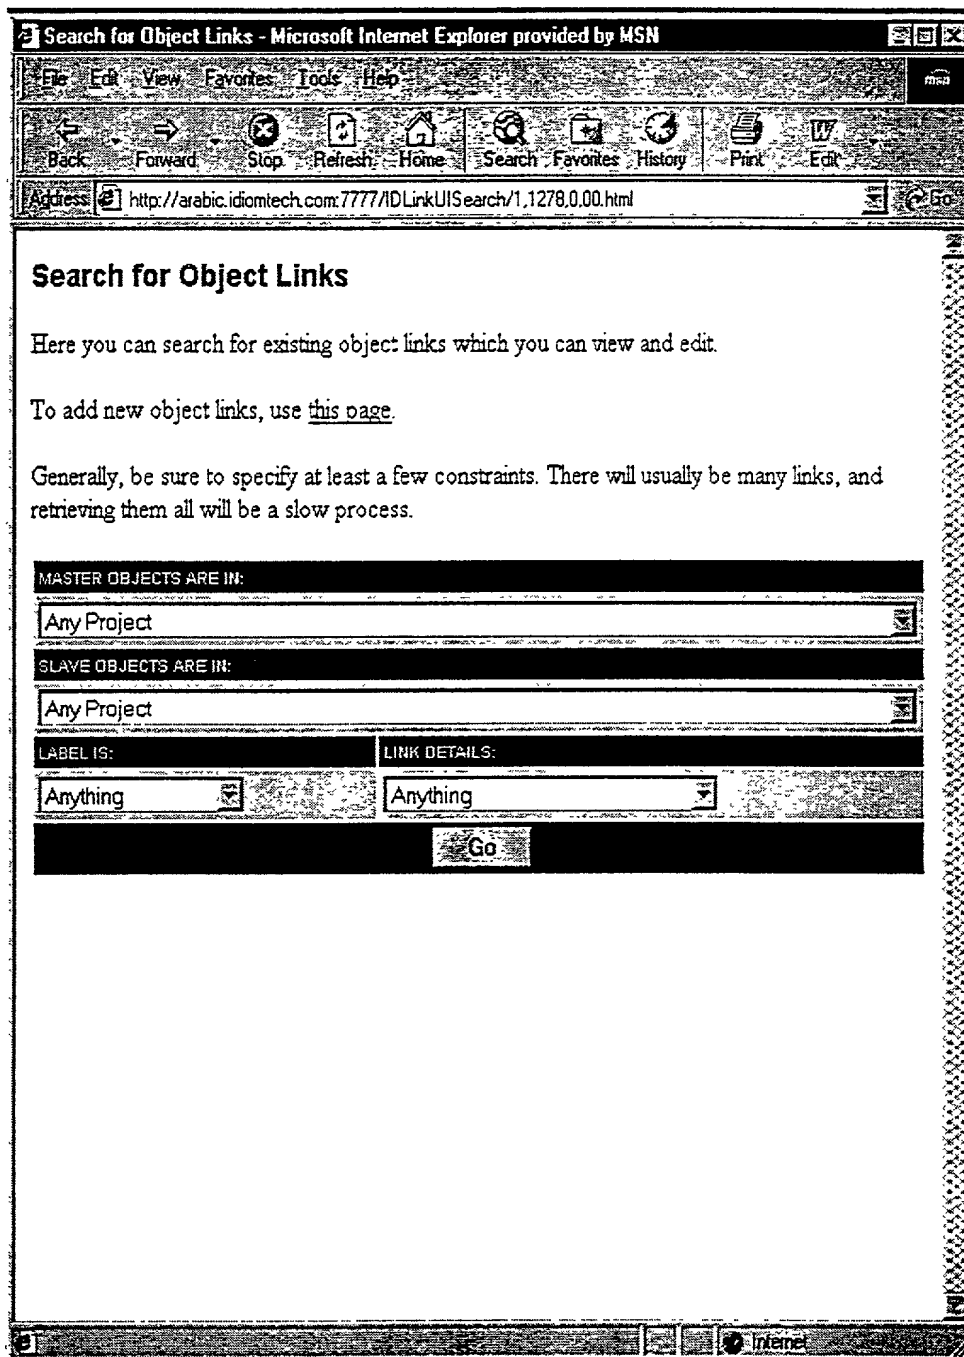 Search for Object Links - Microsoft Internet Explorer provided by MSN
File Edit View Favorites Tools Help
msn
Back Forward Stop Refresh Home Search Favorites History Print Edit
Address http://arabic.idiomtech.com:7777/IDLinkUISearch/1,1278,0,00.html Go
Search for Object Links
Here you can search for existing object links which you can view and edit.
To add new object links, use this page.
Generally, be sure to specify at least a few constraints. There will usually be many links, and
retrieving them all will be a slow process.
MASTER OBJECTS ARE IN:
Any Project
SLAVE OBJECTS ARE IN:
Any Project
LABEL IS: LINK DETAILS:
Anything Anything
Go
Internet